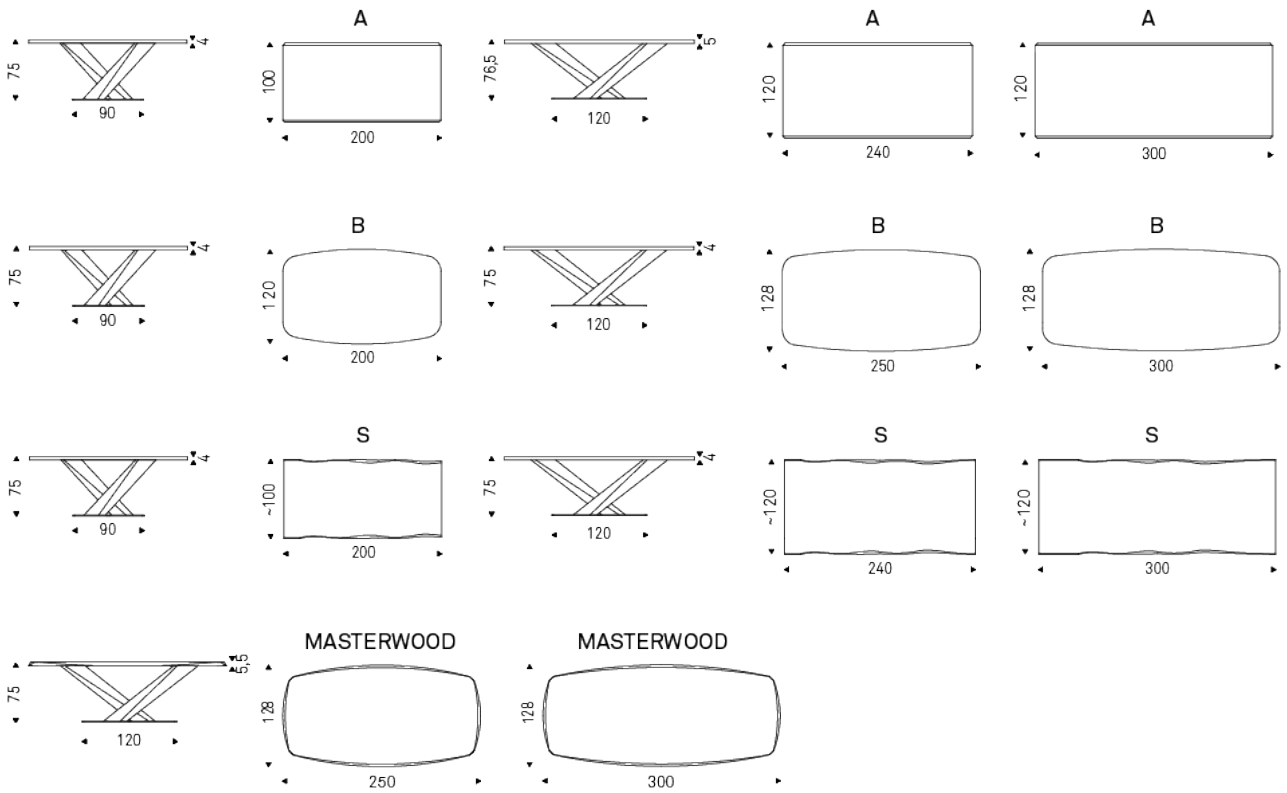 A A A
75 4 90 100 200 76,5 5 120 120 240 120 300
B B B
75 4 90 120 200 75 4 120 128 250 128 300
S S S
75 4 90 ~100 200 75 4 120 ~120 240 ~120 300
MASTERWOOD MASTERWOOD
75 5,5 120 128 250 128 300